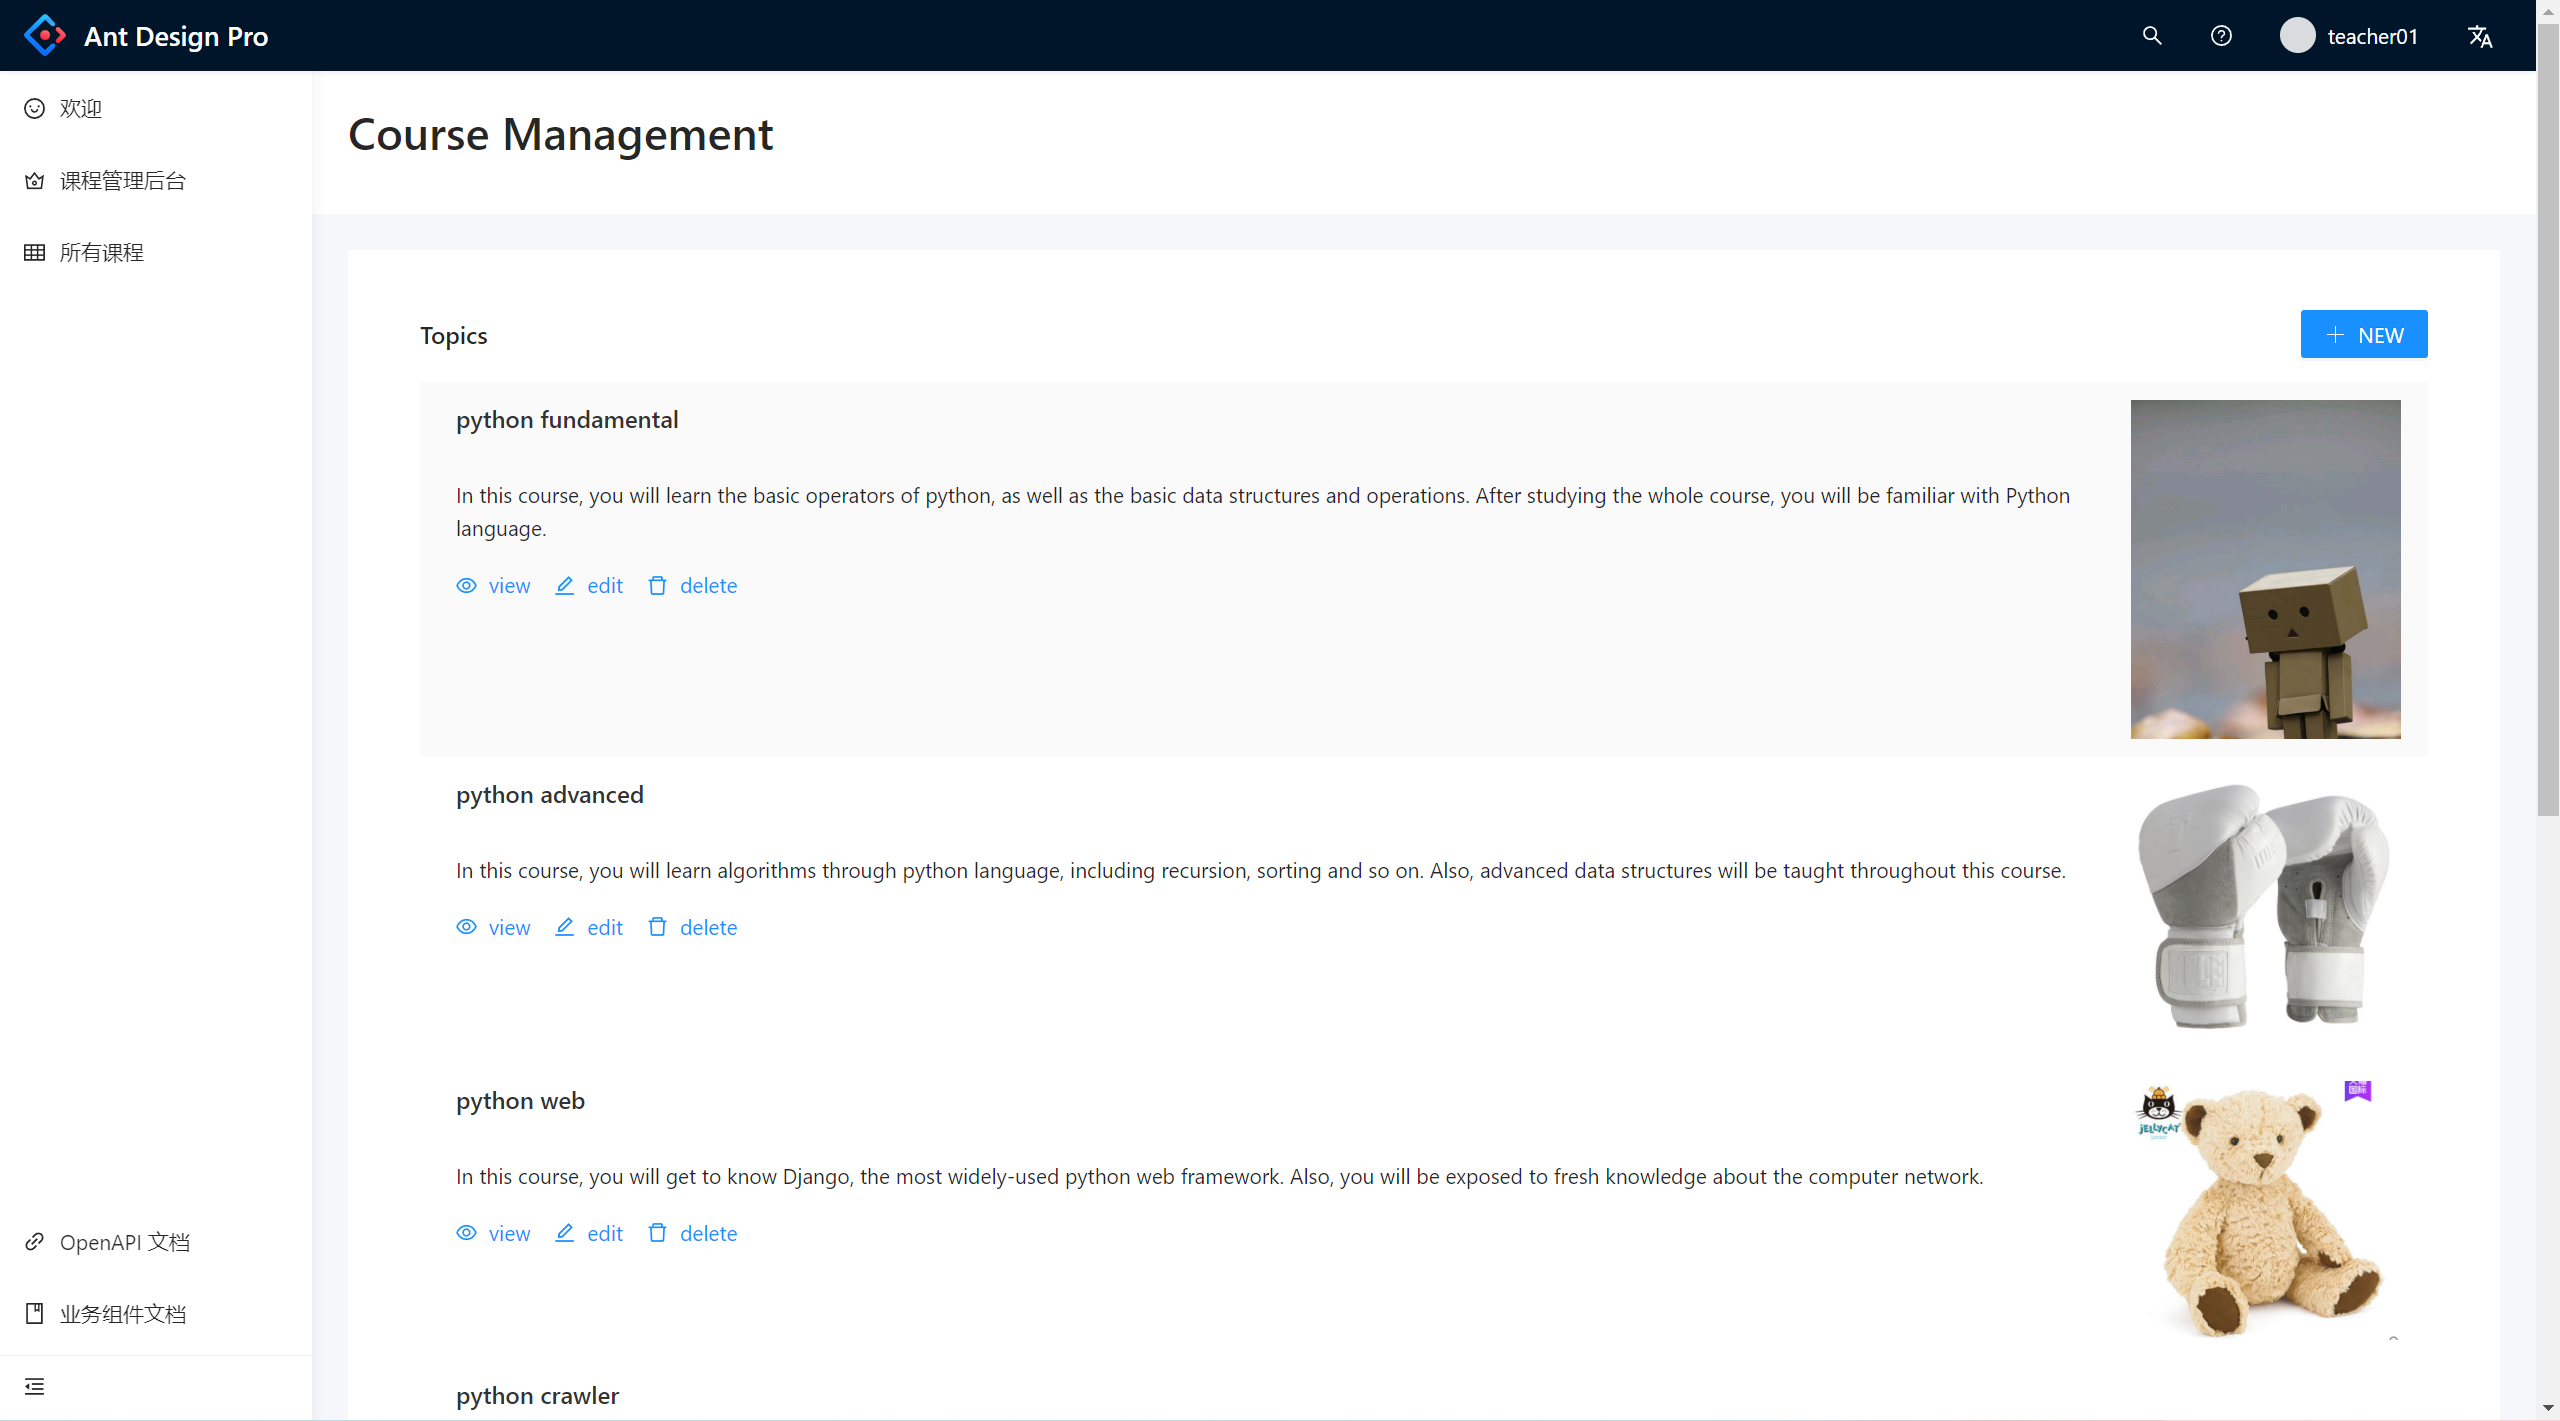 Ant Design Pro
teacher01
欢迎
课程管理后台
所有课程
OpenAPI 文档
业务组件文档
Course Management
Topics
NEW
python fundamental
In this course, you will learn the basic operators of python, as well as the basic data structures and operations. After studying the whole course, you will be familiar with Python
language.
view edit delete
python advanced
In this course, you will learn algorithms through python language, including recursion, sorting and so on. Also, advanced data structures will be taught throughout this course.
view edit delete
python web
In this course, you will get to know Django, the most widely-used python web framework. Also, you will be exposed to fresh knowledge about the computer network.
view edit delete
JELLYCAT
国际
python crawler